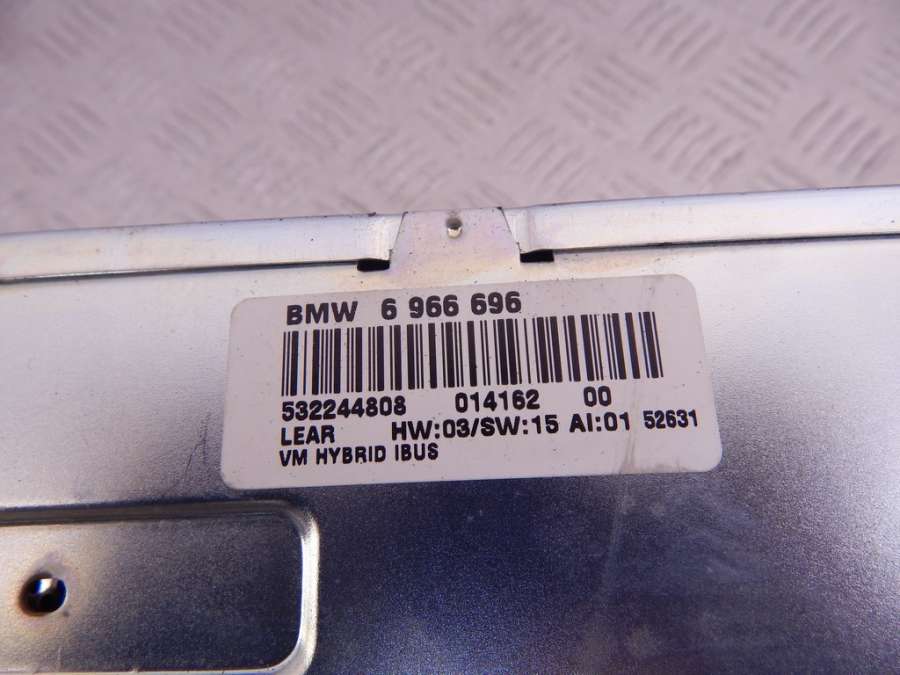 BMW 6 966 696
532244808 014162 00
LEAR HW:03/SW:15 AI:01 52631
VM HYBRID IBUS